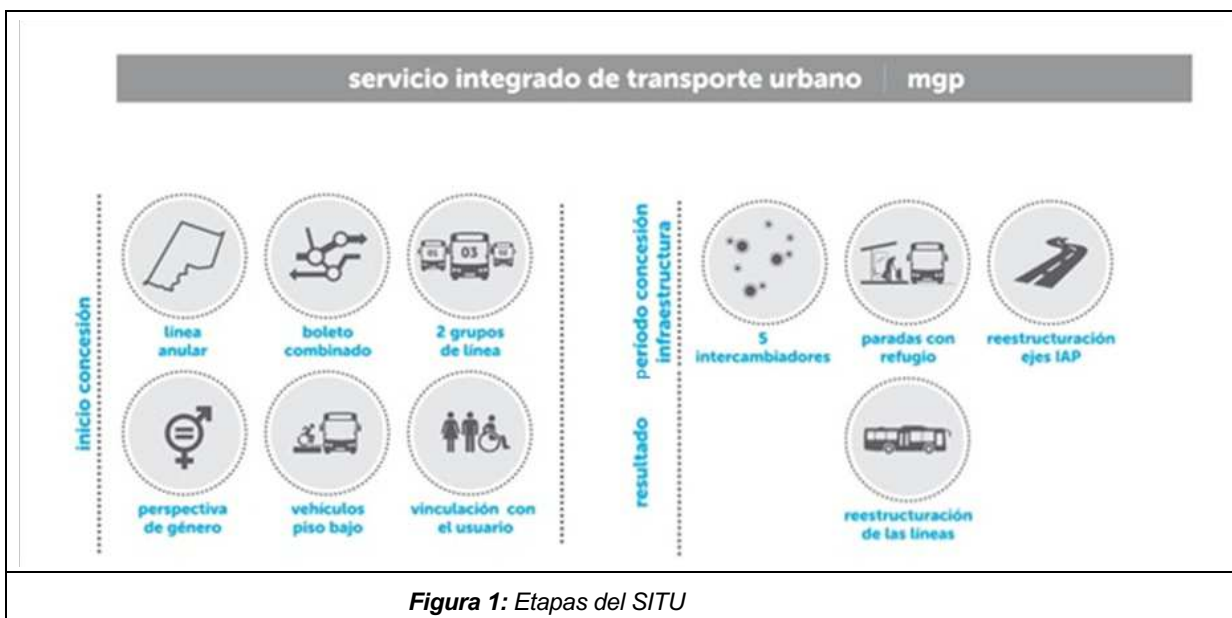 servicio integrado de transporte urbano | mgp
inicio concesión
línea
anular
boleto
combinado
01 03 02
2 grupos
de línea
perspectiva
de género
vehículos
piso bajo
vinculación con
el usuario
período concesión
infraestructura
5
intercambiadores
paradas con
refugio
reestructuración
ejes IAP
resultado
reestructuración
de las líneas
Figura 1: Etapas del SITU